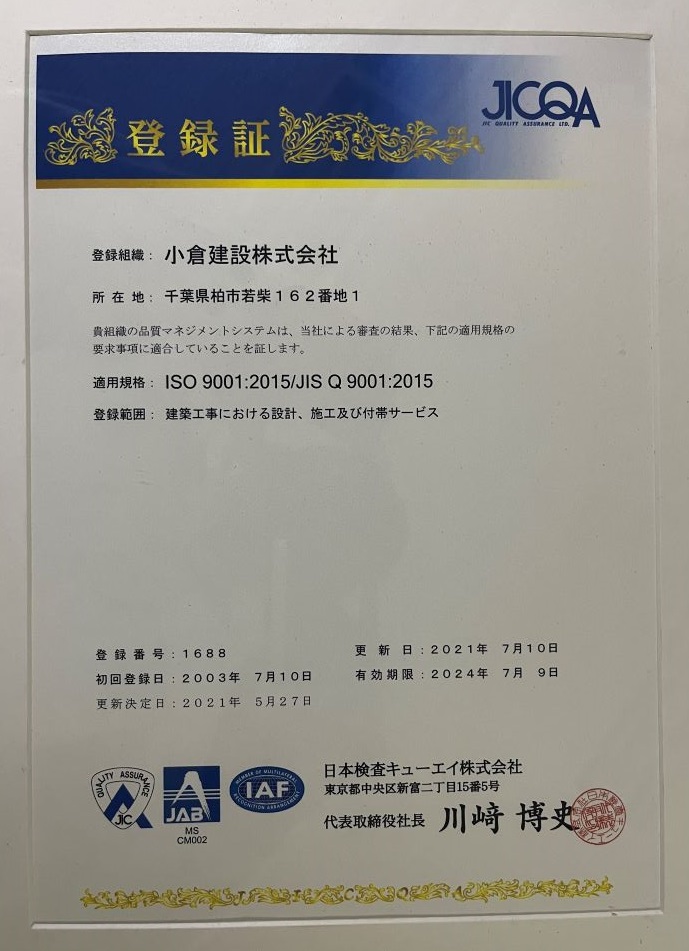 登録証
JICQA
JIC QUALITY ASSURANCE LTD.
登録組織： 小倉建設株式会社
所 在 地： 千葉県柏市若柴１６２番地１
貴組織の品質マネジメントシステムは、当社による審査の結果、下記の適用規格の
要求事項に適合していることを証します。
適用規格： ISO 9001:2015/JIS Q 9001:2015
登録範囲： 建築工事における設計、施工及び付帯サービス
登 録 番 号：１６８８
初回登録日：２００３年　７月１０日
更新決定日：２０２１年　５月２７日
更　新　日：２０２１年　７月１０日
有効期限：２０２４年　７月　９日
QUALITY ASSURANCE
JIC
JAB
MS
CM002
MEMBER OF MULTILATERAL
IAF
RECOGNITION ARRANGEMENT
日本検査キューエイ株式会社
東京都中央区新富二丁目15番5号
代表取締役社長 川﨑 博史
J I C Q A